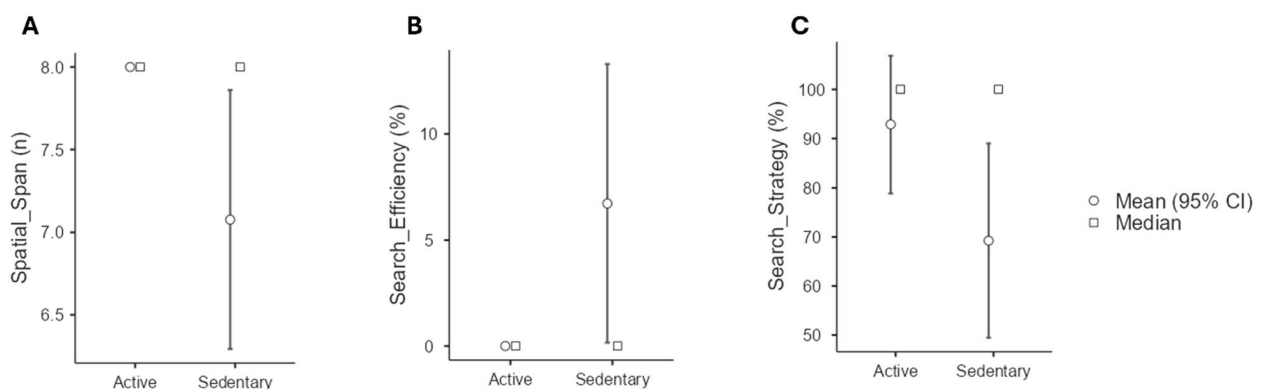 A
Spatial_Span (n)
8.0
7.5
7.0
6.5
Active Sedentary
B
Search_Efficiency (%)
10
5
0
Active Sedentary
C
Search_Strategy (%)
100
90
80
70
60
50
Active Sedentary
Mean (95% CI)
Median